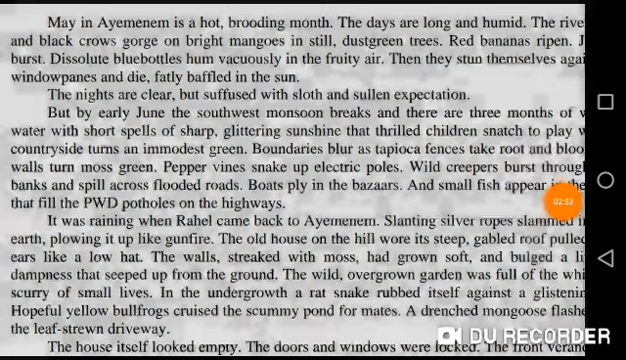 May in Ayemenem is a hot, brooding month. The days are long and humid. The rive
and black crows gorge on bright mangoes in still, dustgreen trees. Red bananas ripen. J
burst. Dissolute bluebottles hum vacuously in the fruity air. Then they stun themselves agai
windowpanes and die, fatly baffled in the sun.
The nights are clear, but suffused with sloth and sullen expectation.
But by early June the southwest monsoon breaks and there are three months of w
water with short spells of sharp, glittering sunshine that thrilled children snatch to play w
countryside turns an immodest green. Boundaries blur as tapioca fences take root and bloo
walls turn moss green. Pepper vines snake up electric poles. Wild creepers burst throug
banks and spill across flooded roads. Boats ply in the bazaars. And small fish appear in the
that fill the PWD potholes on the highways.
02:53
It was raining when Rahel came back to Ayemenem. Slanting silver ropes slammed i
earth, plowing it up like gunfire. The old house on the hill wore its steep, gabled roof pulled
ears like a low hat. The walls, streaked with moss, had grown soft, and bulged a li
dampness that seeped up from the ground. The wild, overgrown garden was full of the whi
scurry of small lives. In the undergrowth a rat snake rubbed itself against a glistenin
Hopeful yellow bullfrogs cruised the scummy pond for mates. A drenched mongoose flashe
the leaf-strewn driveway.
DU RECORDER
The house itself looked empty. The doors and windows were locked. The front veran